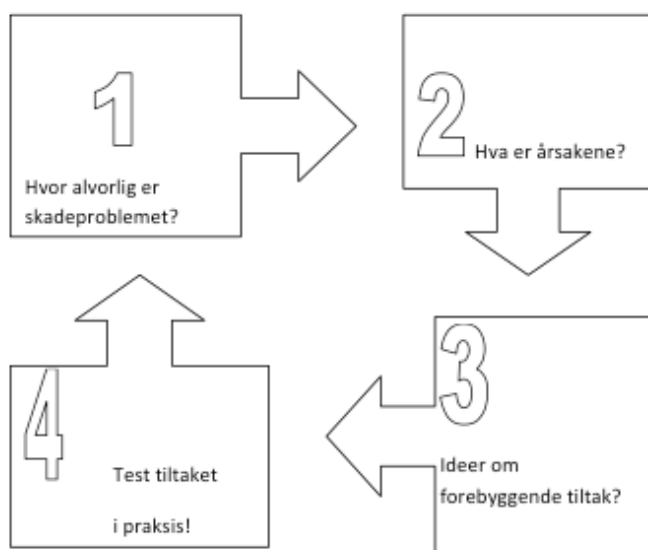 1
Hvor alvorlig er
skadeproblemet?
2
Hva er årsakene?
3
Ideer om
forebyggende tiltak?
4
Test tiltaket
i praksis!